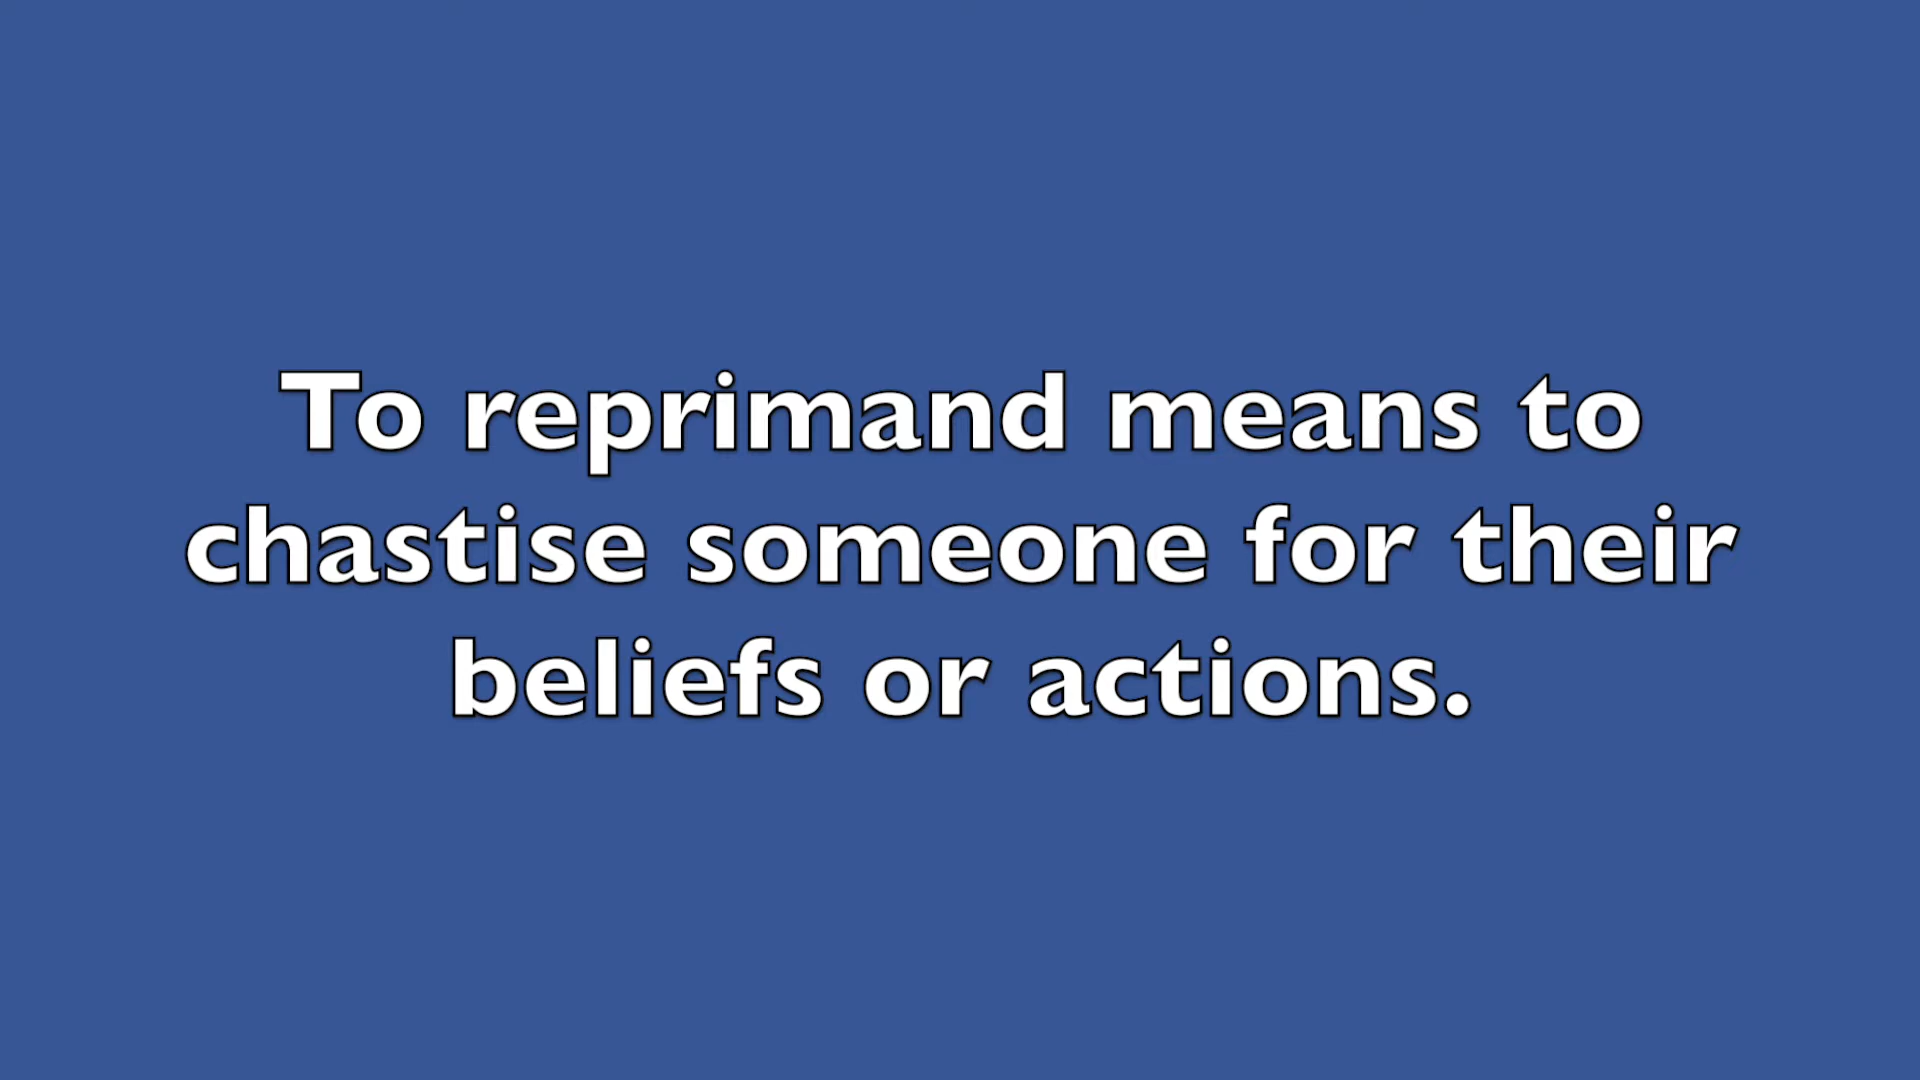 To reprimand means to
chastise someone for their
beliefs or actions.